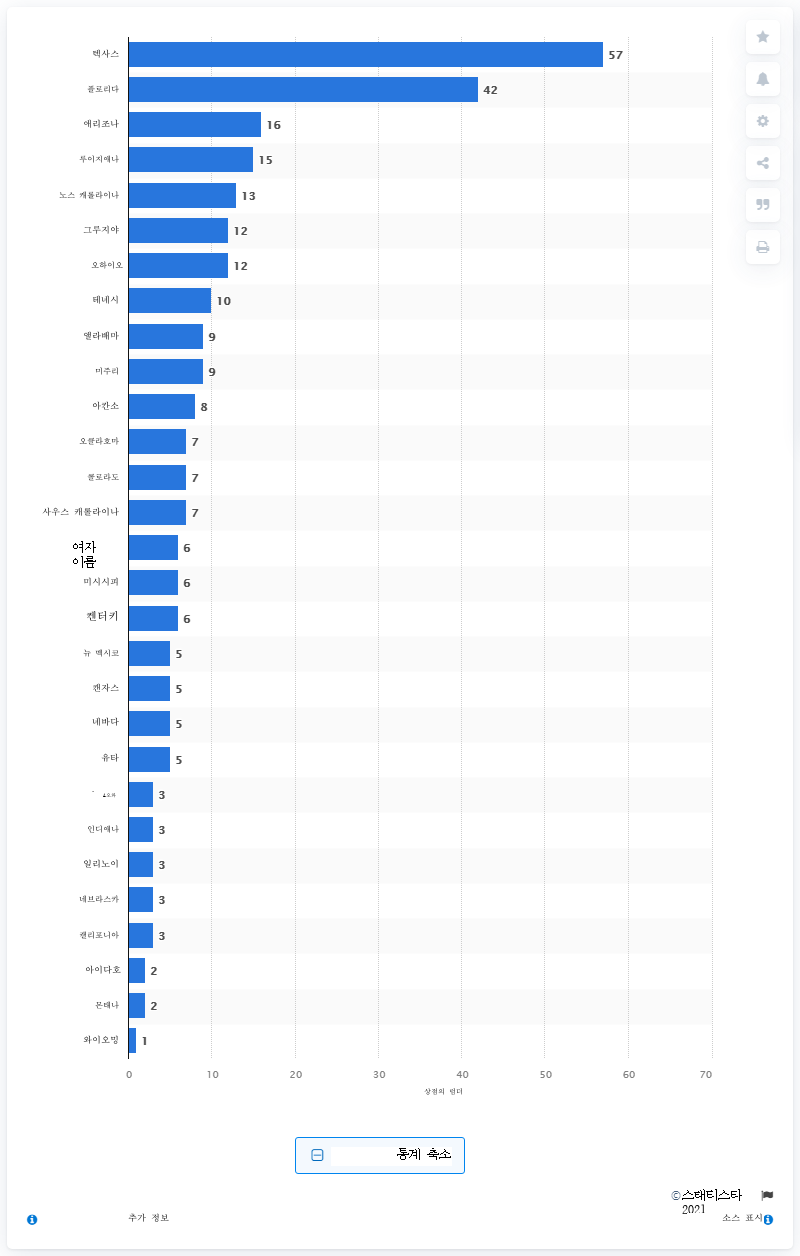 텍사스 57
플로리다 42
애리조나 16
루이지애나 15
노스 캐롤라이나 13
그루지야 12
오하이오 12
테네시 10
앨라배마 9
미주리 9
아칸소 8
오클라호마 7
콜로라도 7
사우스 캐롤라이나 7
여자
이름 6
미시시피 6
켄터키 6
뉴 멕시코 5
캔자스 5
네바다 5
유타 5
3
인디애나 3
일리노이 3
네브라스카 3
캘리포니아 3
아이다호 2
몬태나 2
와이오밍 1
0 10 20 30 40 50 60 70
상점의 넘버
통계 축소
©스태티스타
2021
추가 정보
소스 표시